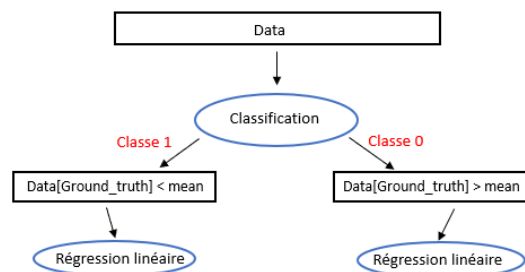 Data
Classification
Classe 1
Classe 0
Data[Ground_truth] < mean
Data[Ground_truth] > mean
Régression linéaire
Régression linéaire